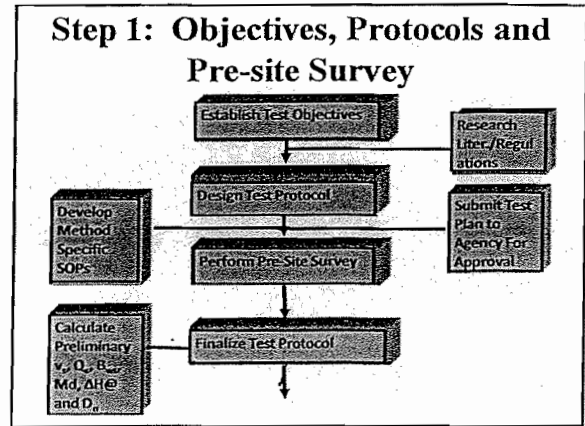 Step 1: Objectives, Protocols and
Pre-site Survey
Establish Test Objectives
Research
Liter./Regul
ations
Design Test Protocol
Develop
Method
Specific
SOPs
Submit Test
Plan to
Agency For
Approval
Perform Pre-Site Survey
Calculate
Preliminary
Md, ΔH@
and Dₙ
Finalize Test Protocol